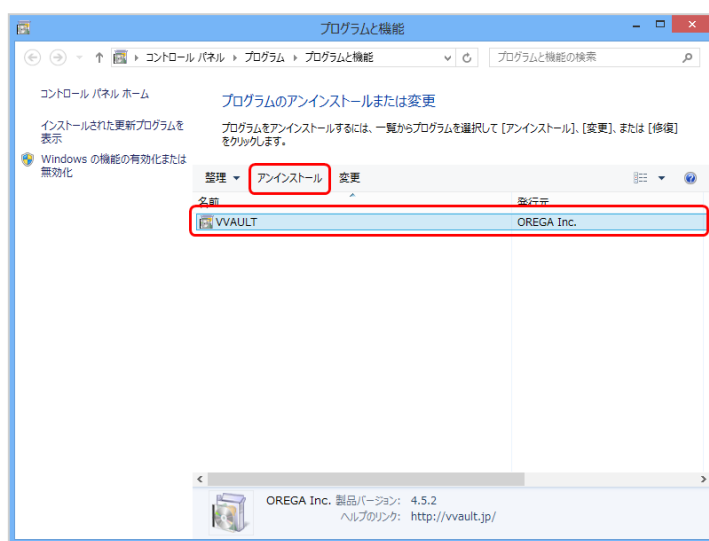 プログラムと機能
コントロール パネル プログラム プログラムと機能
プログラムと機能の検索
コントロール パネル ホーム
インストールされた更新プログラムを
表示
Windows の機能の有効化または
無効化
プログラムのアンインストールまたは変更
プログラムをアンインストールするには、一覧からプログラムを選択して [アンインストール]、[変更]、または [修復]
をクリックします。
整理 アンインストール 変更
名前 発行元
VVAULT OREGA Inc.
OREGA Inc. 製品バージョン: 4.5.2
ヘルプのリンク: http://vvault.jp/